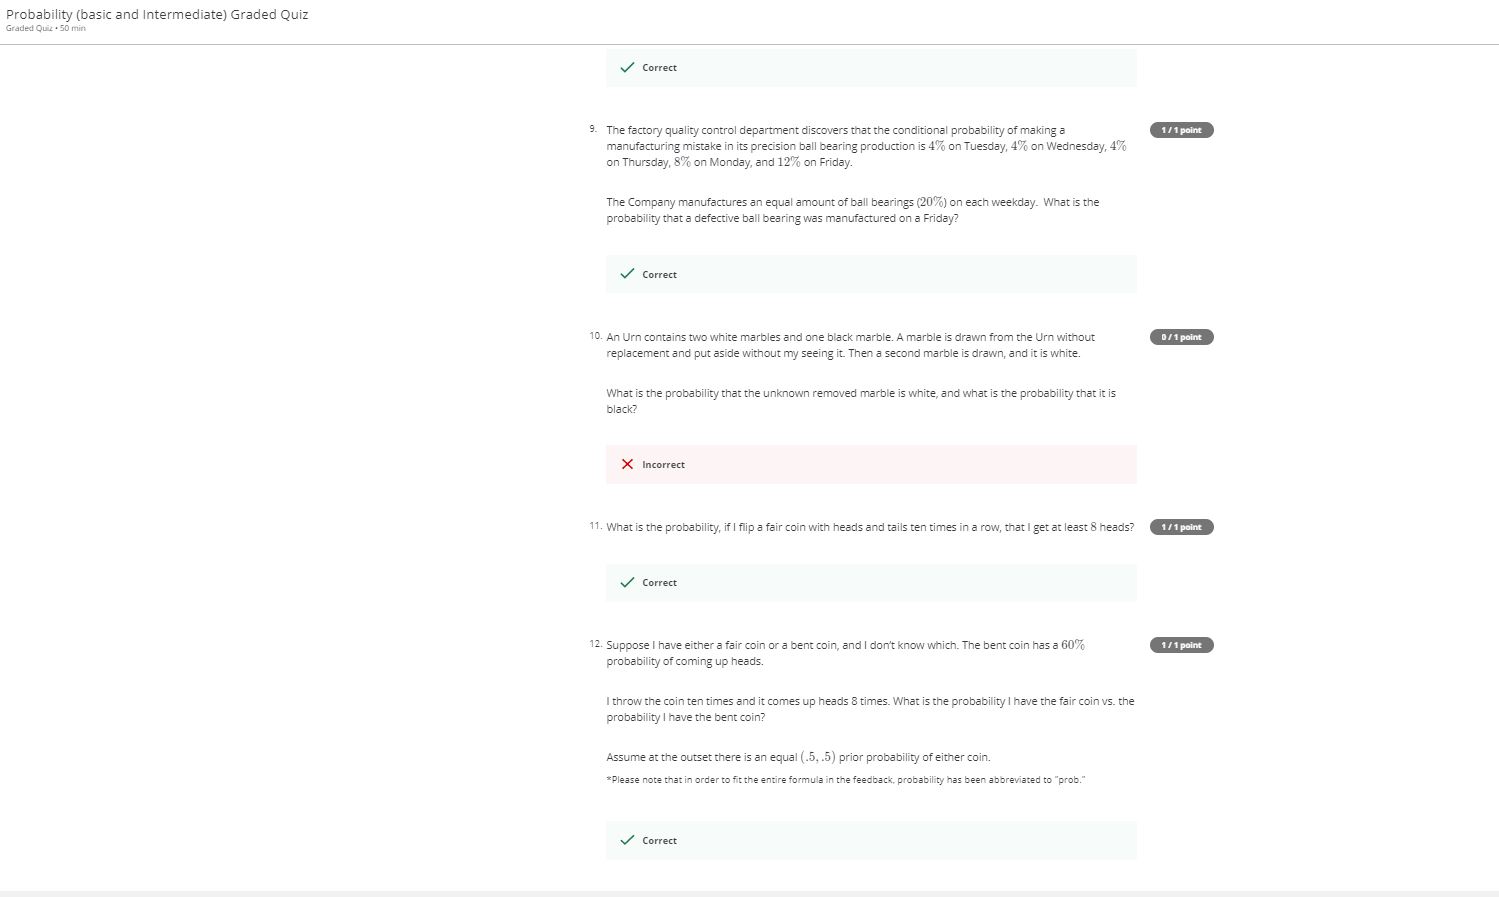 Probability (basic and Intermediate) Graded Quiz
Graded Quiz • 50 min
Correct
9. The factory quality control department discovers that the conditional probability of making a
1 / 1 point
manufacturing mistake in its precision ball bearing production is 4% on Tuesday, 4% on Wednesday, 4%
on Thursday, 8% on Monday, and 12% on Friday.
The Company manufactures an equal amount of ball bearings (20%) on each weekday. What is the
probability that a defective ball bearing was manufactured on a Friday?
Correct
10. An Urn contains two white marbles and one black marble. A marble is drawn from the Urn without
0 / 1 point
replacement and put aside without my seeing it. Then a second marble is drawn, and it is white.
What is the probability that the unknown removed marble is white, and what is the probability that it is
black?
Incorrect
11. What is the probability, if I flip a fair coin with heads and tails ten times in a row, that I get at least 8 heads?
1 / 1 point
Correct
12. Suppose I have either a fair coin or a bent coin, and I don't know which. The bent coin has a 60%
1 / 1 point
probability of coming up heads.
I throw the coin ten times and it comes up heads 8 times. What is the probability I have the fair coin vs. the
probability I have the bent coin?
Assume at the outset there is an equal (.5, .5) prior probability of either coin.
*Please note that in order to fit the entire formula in the feedback, probability has been abbreviated to "prob."
Correct